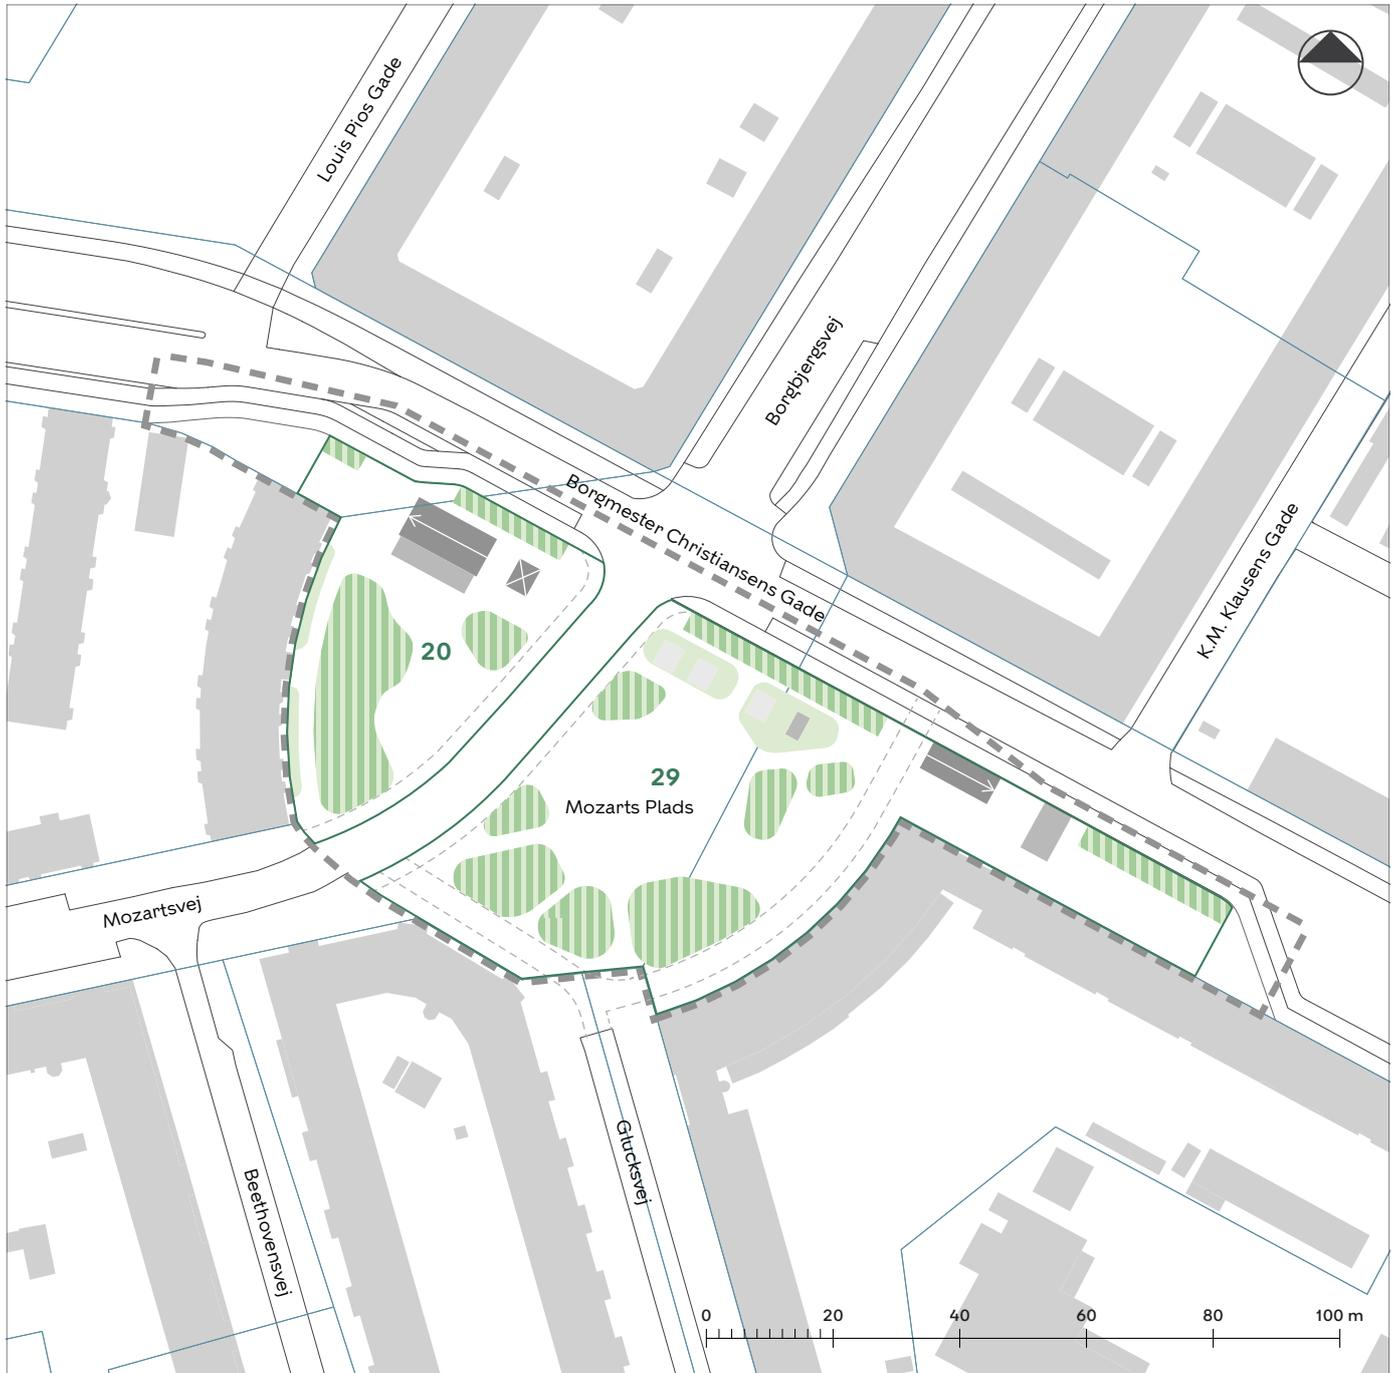 Louis Pios Gade
Borgbjergsvej
Borgmester Christiansens Gade
K.M. Klausens Gade
20
29
Mozarts Plads
Mozartsvej
Beethovensvej
Glucksvej
0 20 40 60 80 100 m